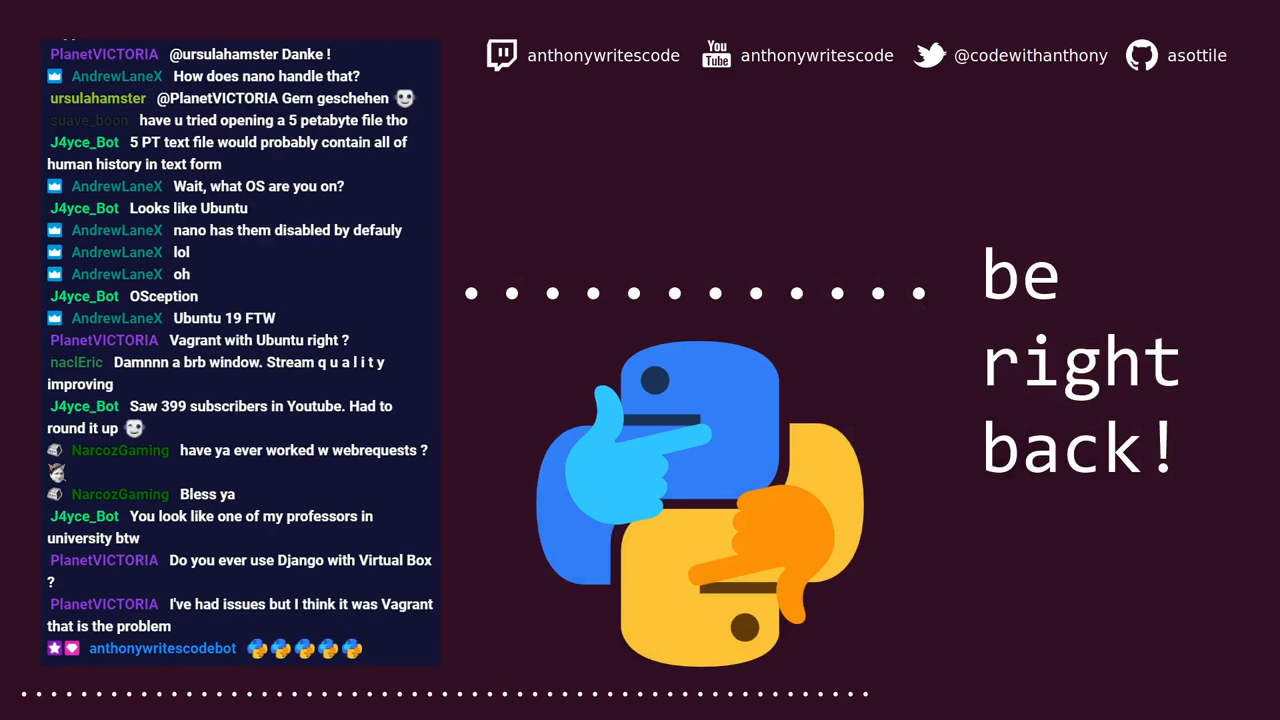 PlanetVICTORIA @ursulahamster Danke !
AndrewLaneX How does nano handle that?
ursulahamster @PlanetVICTORIA Gern geschehen
suave_boon have u tried opening a 5 petabyte file tho
J4yce_Bot 5 PT text file would probably contain all of
human history in text form
AndrewLaneX Wait, what OS are you on?
J4yce_Bot Looks like Ubuntu
AndrewLaneX nano has them disabled by defauly
AndrewLaneX lol
AndrewLaneX oh
J4yce_Bot OSception
AndrewLaneX Ubuntu 19 FTW
PlanetVICTORIA Vagrant with Ubuntu right ?
naclEric Damnnn a brb window. Stream q u a l i t y
improving
J4yce_Bot Saw 399 subscribers in Youtube. Had to
round it up
NarcozGaming have ya ever worked w webrequests ?
NarcozGaming Bless ya
J4yce_Bot You look like one of my professors in
university btw
PlanetVICTORIA Do you ever use Django with Virtual Box
?
PlanetVICTORIA I've had issues but I think it was Vagrant
that is the problem
anthonywritescodebot
anthonywritescode
You
Tube
anthonywritescode
@codewithanthony
asottile
be
right
back!